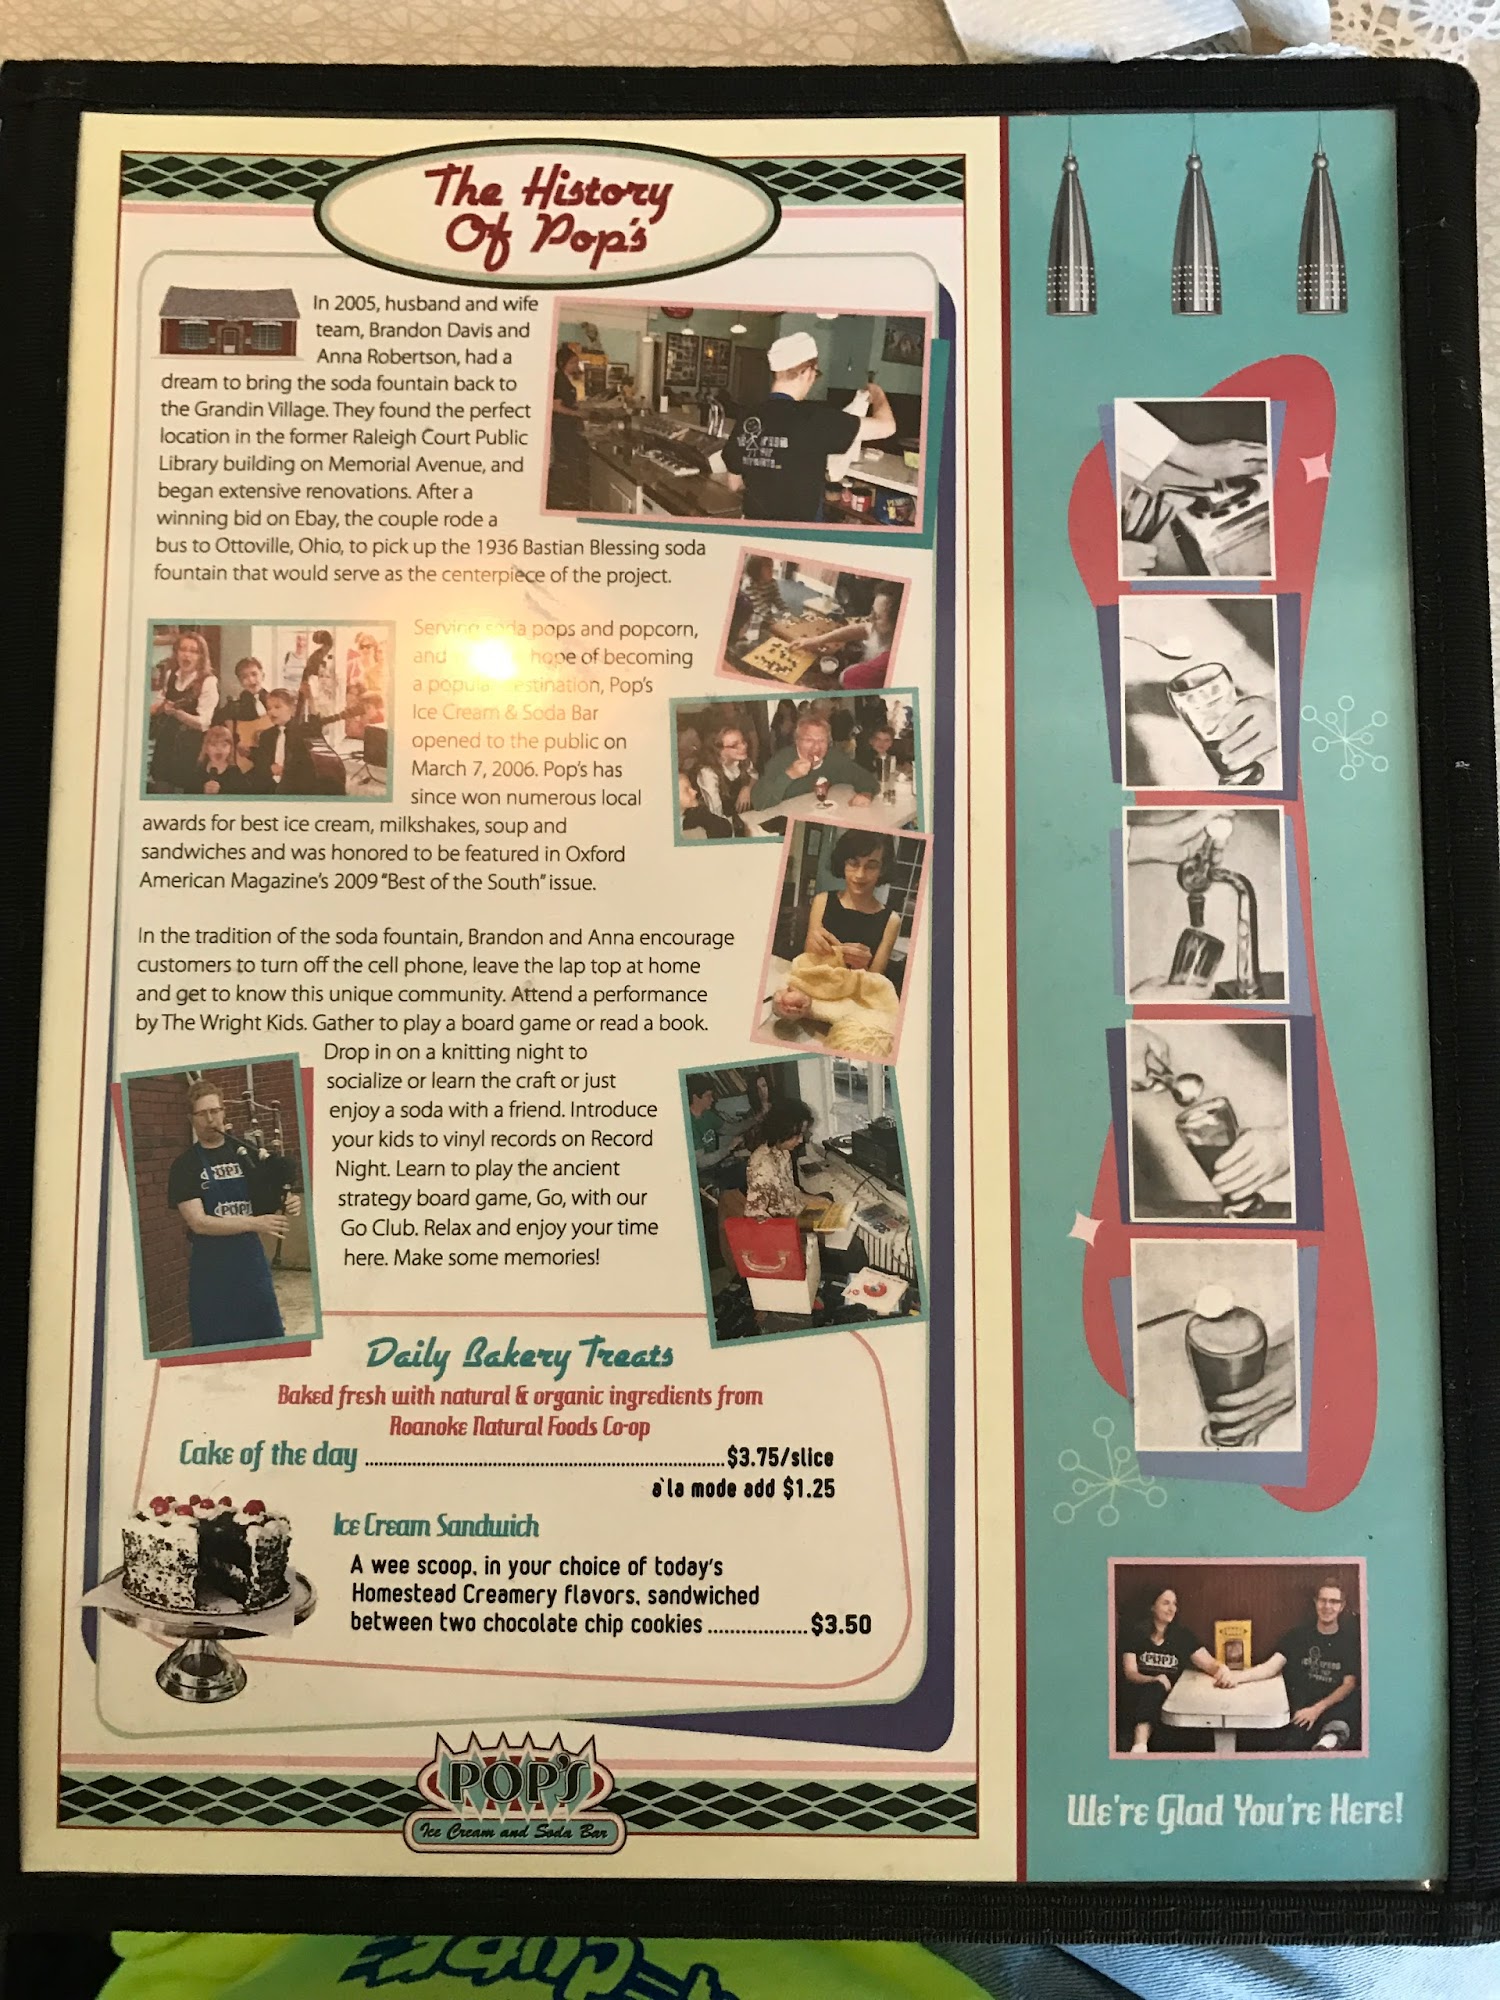 The History
Of Pop's
In 2005, husband and wife
team, Brandon Davis and
Anna Robertson, had a
dream to bring the soda fountain back to
the Grandin Village. They found the perfect
location in the former Raleigh Court Public
Library building on Memorial Avenue, and
began extensive renovations. After a
winning bid on Ebay, the couple rode a
bus to Ottoville, Ohio, to pick up the 1936 Bastian Blessing soda
fountain that would serve as the centerpiece of the project.
Serving soda pops and popcorn,
and hope of becoming
a popular destination, Pop's
Ice Cream & Soda Bar
opened to the public on
March 7, 2006. Pop's has
since won numerous local
awards for best ice cream, milkshakes, soup and
sandwiches and was honored to be featured in Oxford
American Magazine's 2009 "Best of the South" issue.
In the tradition of the soda fountain, Brandon and Anna encourage
customers to turn off the cell phone, leave the lap top at home
and get to know this unique community. Attend a performance
by The Wright Kids. Gather to play a board game or read a book.
Drop in on a knitting night to
socialize or learn the craft or just
enjoy a soda with a friend. Introduce
your kids to vinyl records on Record
Night. Learn to play the ancient
strategy board game, Go, with our
Go Club. Relax and enjoy your time
here. Make some memories!
Daily Bakery Treats
Baked fresh with natural & organic ingredients from
Roanoke Natural Foods Co-op
Cake of the day ........ $3.75/slice
a`la mode add $1.25
Ice Cream Sandwich
A wee scoop, in your choice of today's
Homestead Creamery flavors, sandwiched
between two chocolate chip cookies .................. $3.50
POP'S
Ice Cream and Soda Bar
POPS
POPS
POPS
We're Glad You're Here!